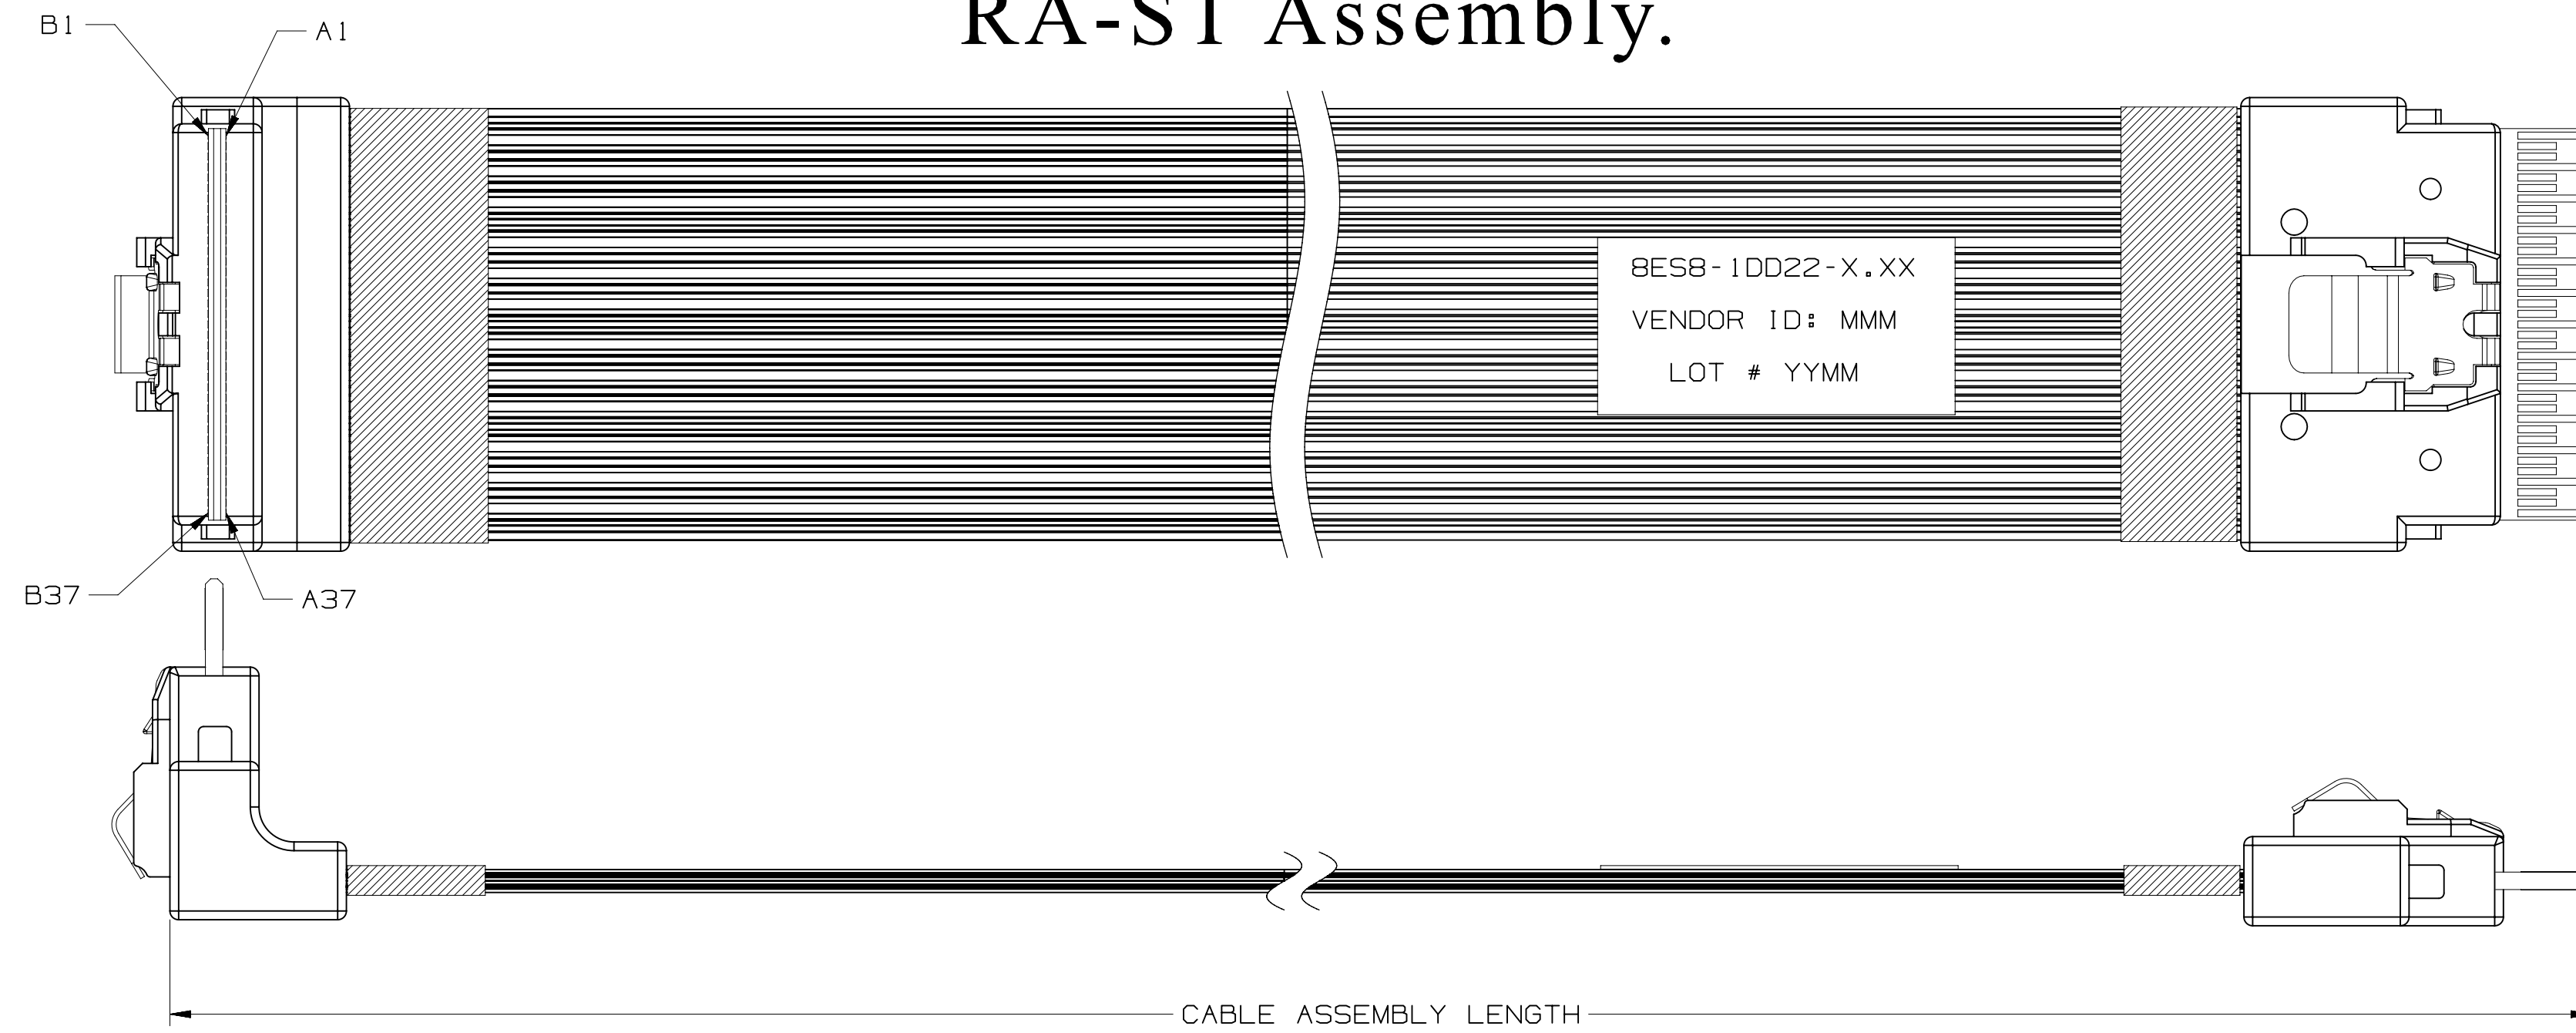 RA-ST Assembly.
B1
A1
8ES8-1DD22-X.XX
VENDOR ID: MMM
LOT # YYMM
B37
A37
CABLE ASSEMBLY LENGTH